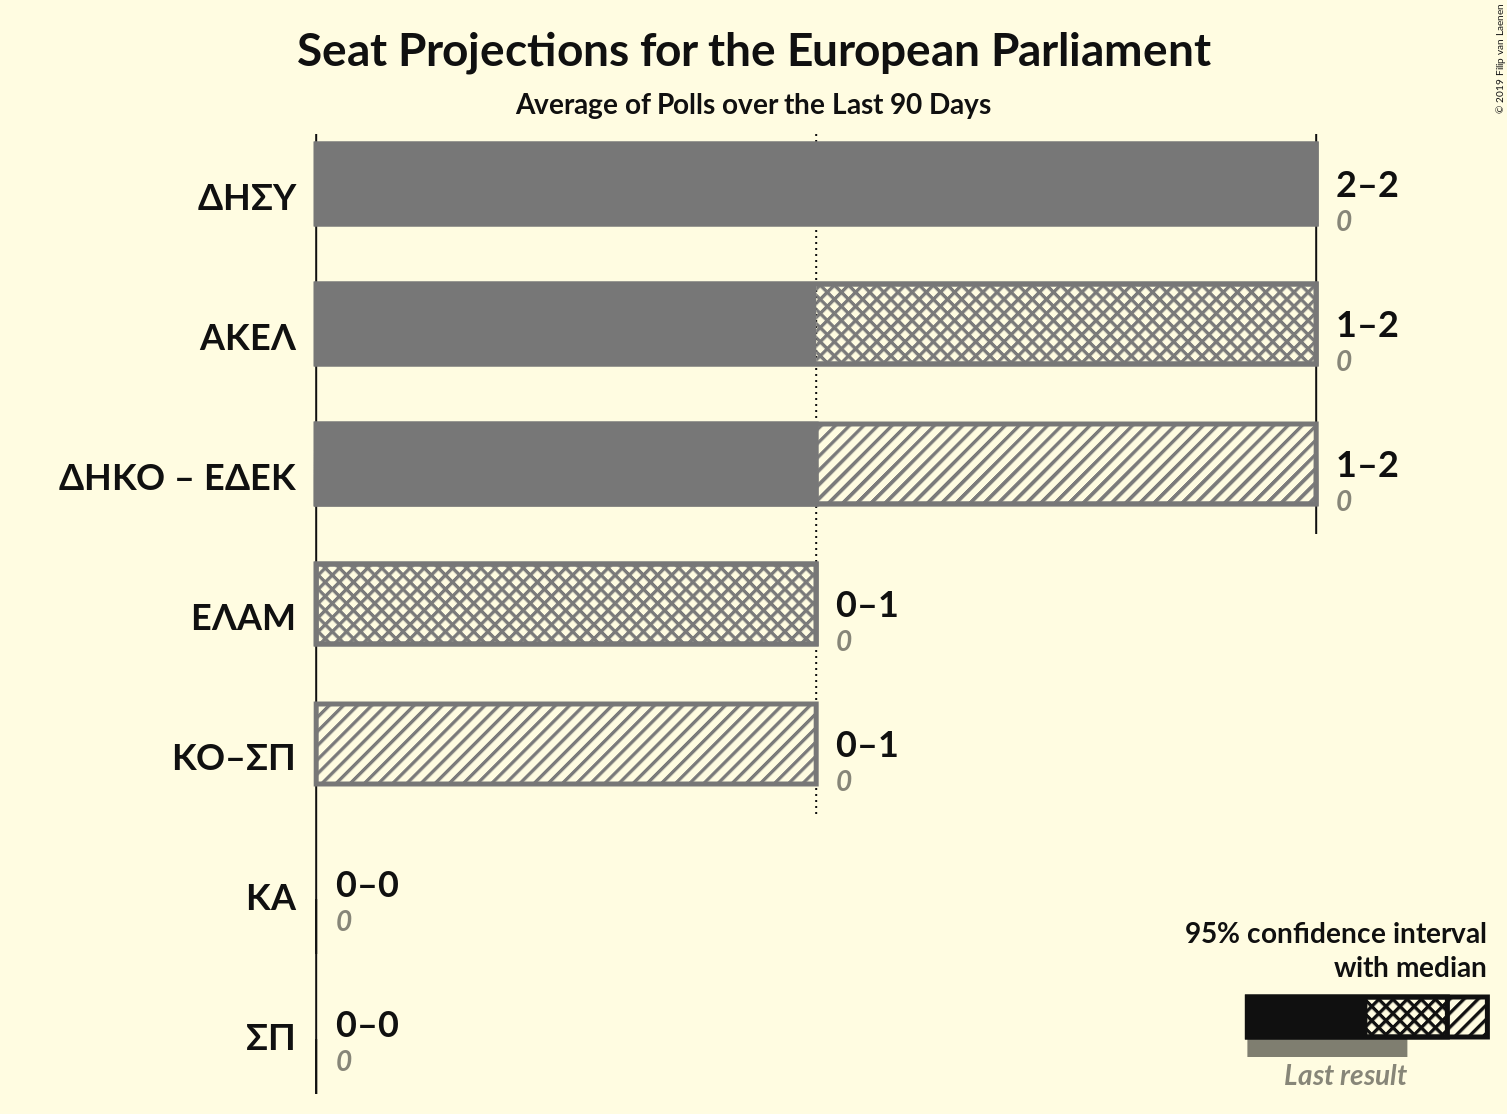 Seat Projections for the European Parliament
Average of Polls over the Last 90 Days
© 2019 Filip van Laenen
ΔΗΣΥ
2–2
0
ΑΚΕΛ
1–2
0
ΔΗΚΟ – ΕΔΕΚ
1–2
0
ΕΛΑΜ
0–1
0
ΚΟ–ΣΠ
0–1
0
ΚΑ
0–0
0
ΣΠ
0–0
0
95% confidence interval
with median
Last result